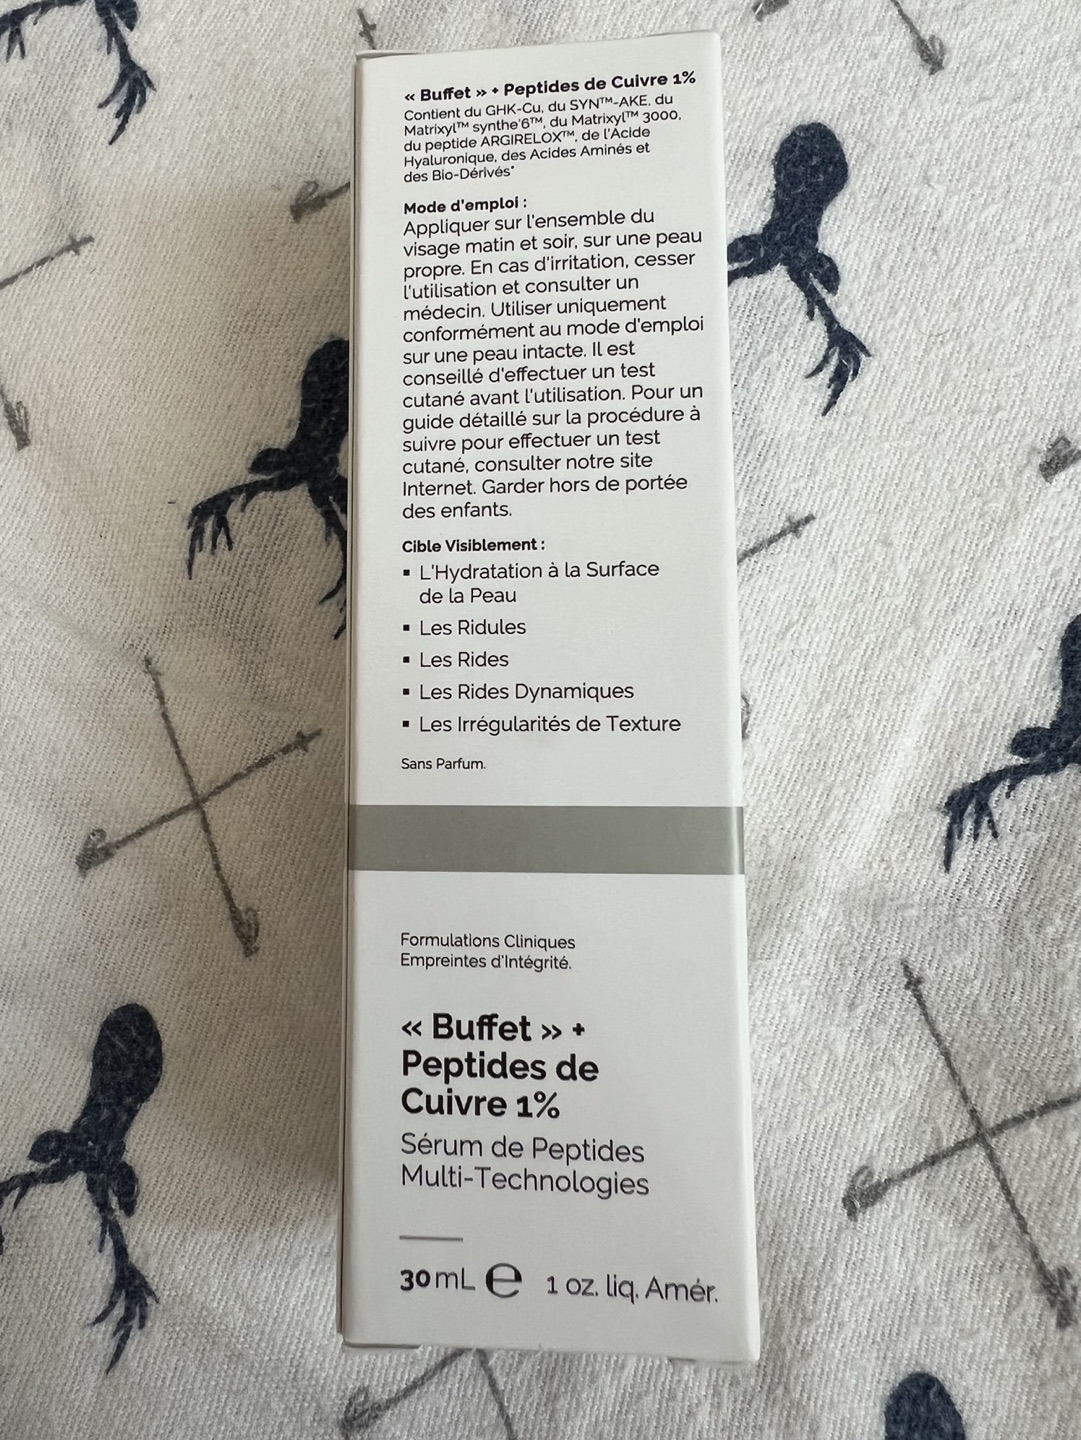 « Buffet » + Peptides de Cuivre 1%
Contient du GHK-Cu, du SYN™-AKE, du
Matrixyl™ synthe'6™, du Matrixyl™ 3000,
du peptide ARGIRELOX™, de l'Acide
Hyaluronique, des Acides Aminés et
des Bio-Dérivés*
Mode d'emploi :
Appliquer sur l'ensemble du
visage matin et soir, sur une peau
propre. En cas d'irritation, cesser
l'utilisation et consulter un
médecin. Utiliser uniquement
conformément au mode d'emploi
sur une peau intacte. Il est
conseillé d'effectuer un test
cutané avant l'utilisation. Pour un
guide détaillé sur la procédure à
suivre pour effectuer un test
cutané, consulter notre site
Internet. Garder hors de portée
des enfants.
Cible Visiblement :
▪ L'Hydratation à la Surface
de la Peau
▪ Les Ridules
▪ Les Rides
▪ Les Rides Dynamiques
▪ Les Irrégularités de Texture
Sans Parfum.
Formulations Cliniques
Empreintes d'Intégrité.
« Buffet » +
Peptides de
Cuivre 1%
Sérum de Peptides
Multi-Technologies
30mL ℮ 1 oz. liq. Amér.